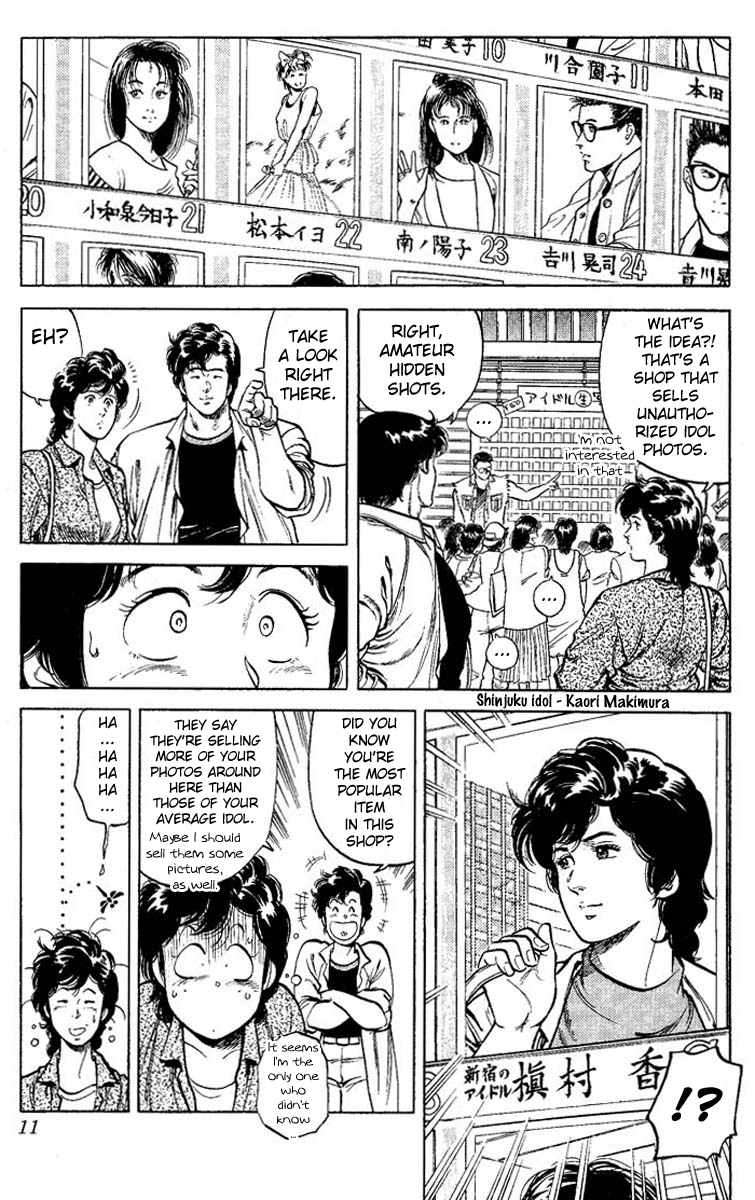 田実子 10
川合園子 11
本田
20
小和泉今日子 21
松本イヨ 22
南ノ陽子 23
吉川晃司 24
吉川晃
WHAT'S
THE IDEA?!
THAT'S A
SHOP THAT
SELLS
UNAUTHO-
RIZED IDOL
PHOTOS.
RIGHT,
AMATEUR
HIDDEN
SHOTS.
アイドル生写
...
I'm not
interested
in that
...
...
TAKE
A LOOK
RIGHT
THERE.
EH?
Shinjuku idol - Kaori Makimura
新宿の
アイドル 槇村 香
!?
DID YOU
KNOW
YOU'RE
THE MOST
POPULAR
ITEM
IN THIS
SHOP?
THEY SAY
THEY'RE SELLING
MORE OF YOUR
PHOTOS AROUND
HERE THAN
THOSE OF YOUR
AVERAGE IDOL.
Maybe I should
sell them some
pictures,
as well.
It seems
I'm the
only one
who
didn't
know
...
HA
...
HA
HA
HA
...
11